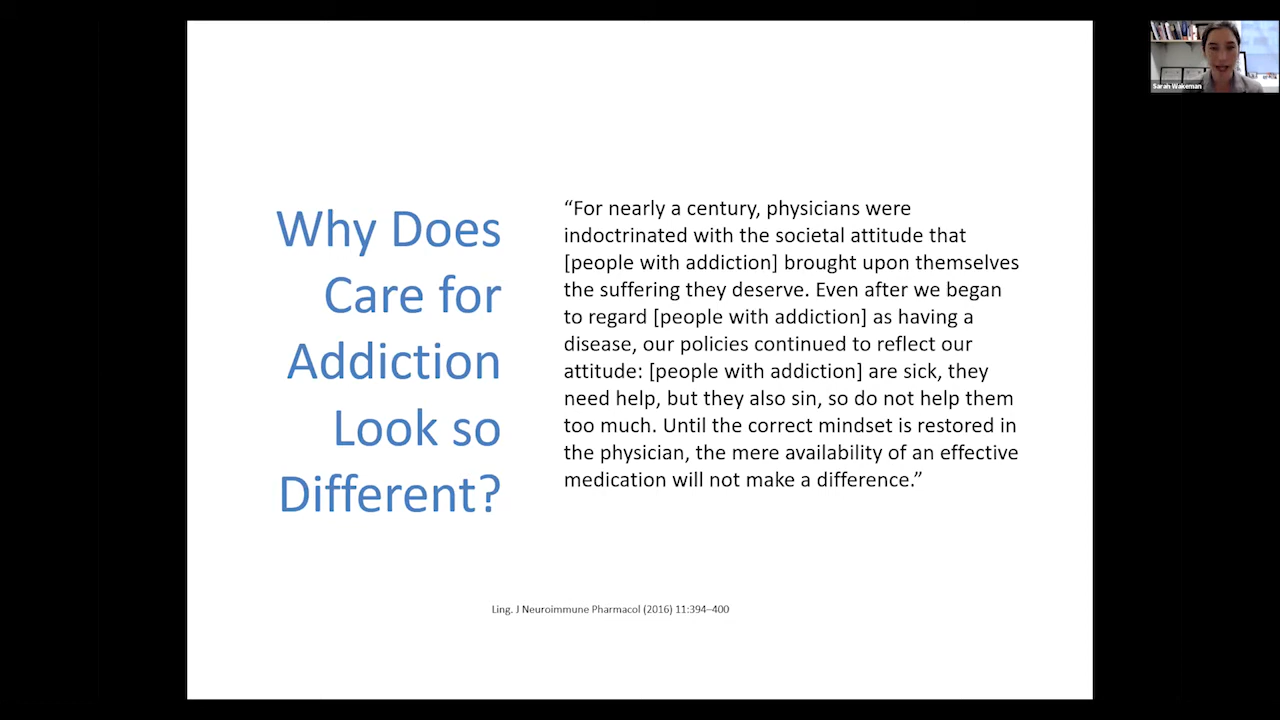 Why Does
Care for
Addiction
Look so
Different?
“For nearly a century, physicians were
indoctrinated with the societal attitude that
[people with addiction] brought upon themselves
the suffering they deserve. Even after we began
to regard [people with addiction] as having a
disease, our policies continued to reflect our
attitude: [people with addiction] are sick, they
need help, but they also sin, so do not help them
too much. Until the correct mindset is restored in
the physician, the mere availability of an effective
medication will not make a difference.”
Ling. J Neuroimmune Pharmacol (2016) 11:394–400
Sarah Wakeman